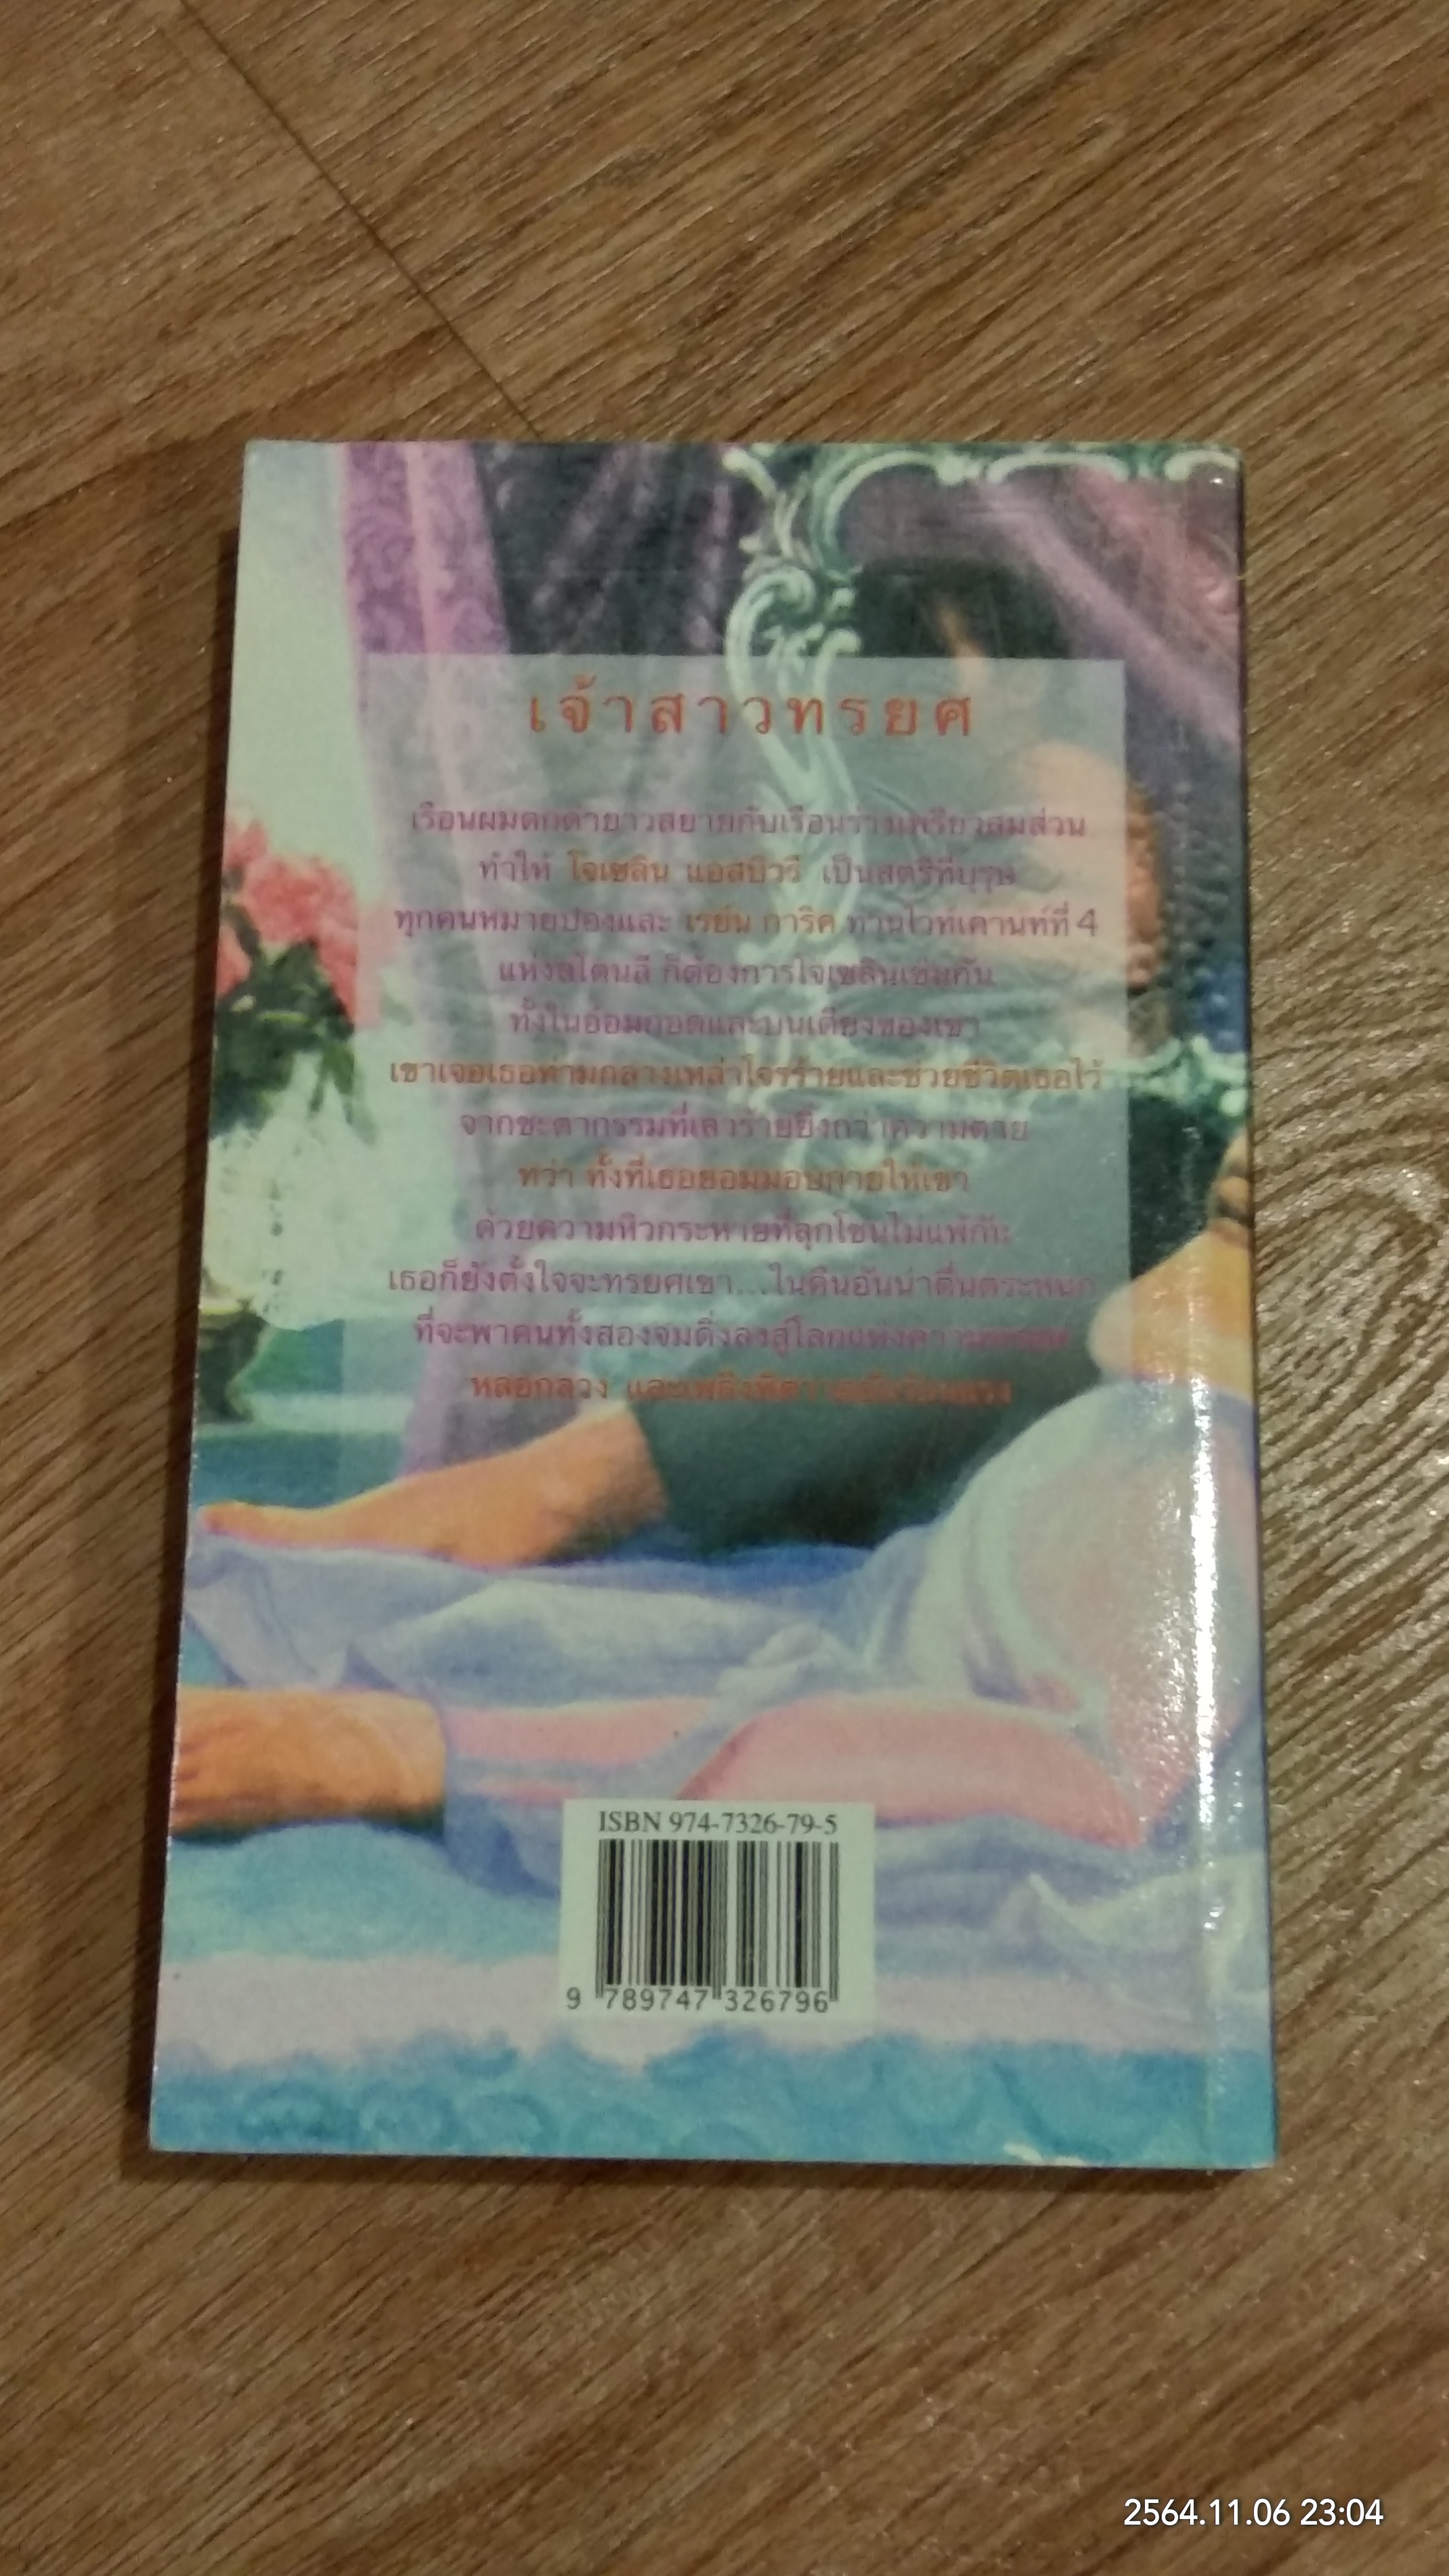 เจ้าสาวทรยศ
เรือนผมดกดำยาวสยายกับเรือนร่างเพรียวสมส่วน
ทำให้ โจเซลิน แอสบิวรี เป็นสตรีที่บุรุษ
ทุกคนหมายปองและ เรย์น การิค ท่านไวท์เคานท์ที่ 4
แห่งสโตนลี ก็ต้องการโจเซลินเช่นกัน
ทั้งในอ้อมกอดและบนเตียงของเขา
เขาเจอเธอท่ามกลางเหล่าโจรร้ายและช่วยชีวิตเธอไว้
จากชะตากรรมที่เลวร้ายยิ่งกว่าความตาย
ทว่า ทั้งที่เธอยอมมอบกายให้เขา
ด้วยความหิวกระหายที่ลุกโชนไม่แพ้กัน
เธอก็ยังตั้งใจจะทรยศเขา...ในคืนอันน่าตื่นตระหนก
ที่จะพาคนทั้งสองจมดิ่งลงสู่โลกแห่งความ
หลอกลวง และเพลิงพิศวาส
ISBN 974-7326-79-5
9 789747 326796
2564.11.06 23:04